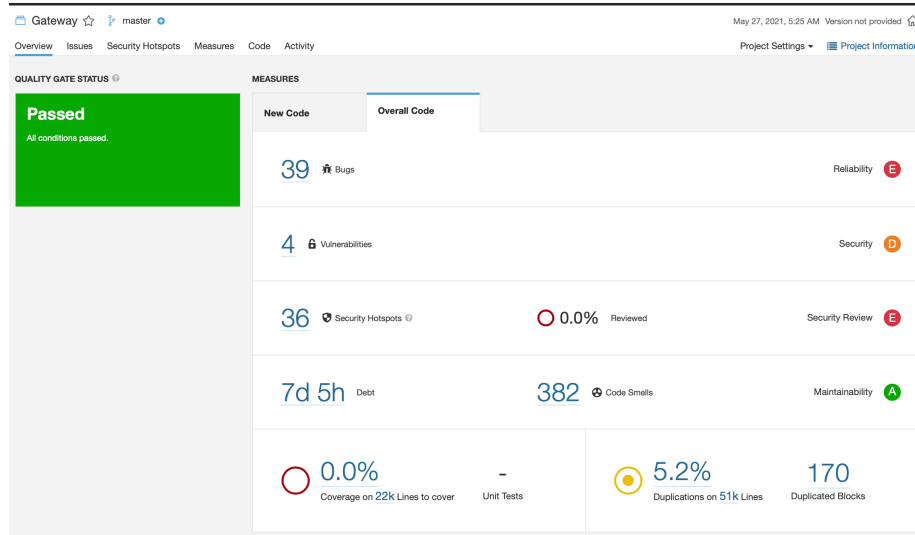 Gateway master
May 27, 2021, 5:25 AM Version not provided
Overview Issues Security Hotspots Measures Code Activity
Project Settings Project Information
QUALITY GATE STATUS
Passed
All conditions passed.
MEASURES
New Code
Overall Code
39 Bugs
Reliability E
4 Vulnerabilities
Security D
36 Security Hotspots
0.0% Reviewed
Security Review E
7d 5h Debt
382 Code Smells
Maintainability A
0.0%
Coverage on 22k Lines to cover
-
Unit Tests
5.2%
Duplications on 51k Lines
170
Duplicated Blocks